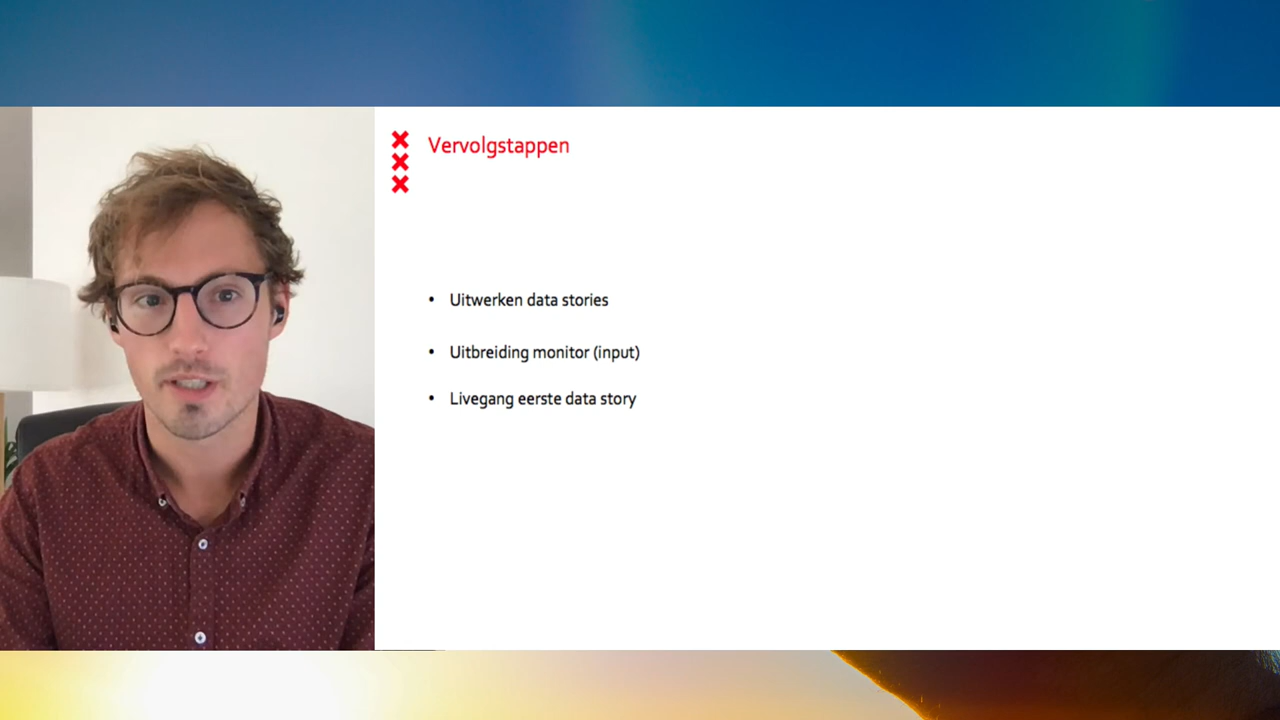 Vervolgstappen
• Uitwerken data stories
• Uitbreiding monitor (input)
• Livegang eerste data story